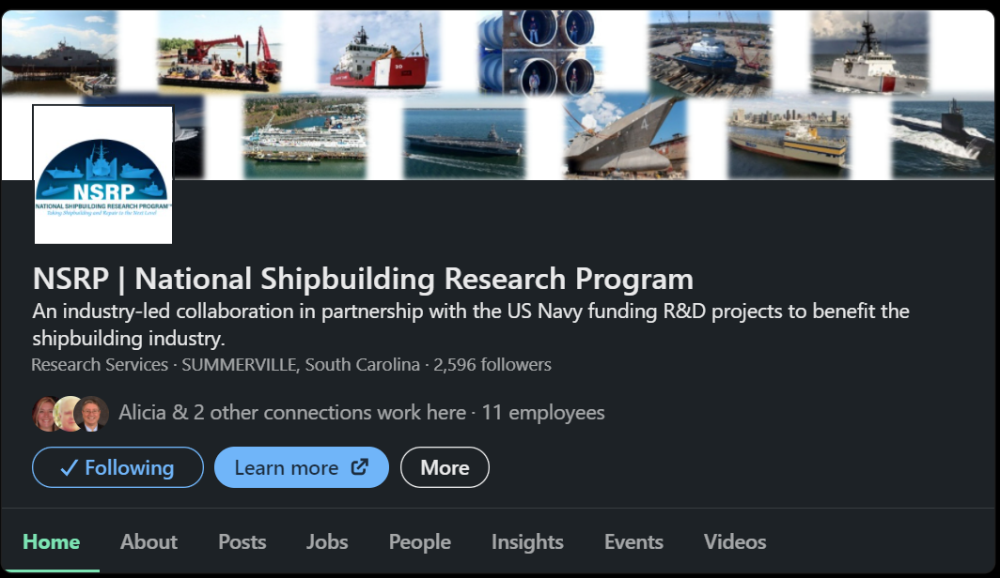 NSRP
NATIONAL SHIPBUILDING RESEARCH PROGRAM
Taking Shipbuilding and Repair to the Next Level
4
NSRP | National Shipbuilding Research Program
An industry-led collaboration in partnership with the US Navy funding R&D projects to benefit the
shipbuilding industry.
Research Services · SUMMERVILLE, South Carolina · 2,596 followers
Alicia & 2 other connections work here · 11 employees
Following
Learn more
More
Home About Posts Jobs People Insights Events Videos